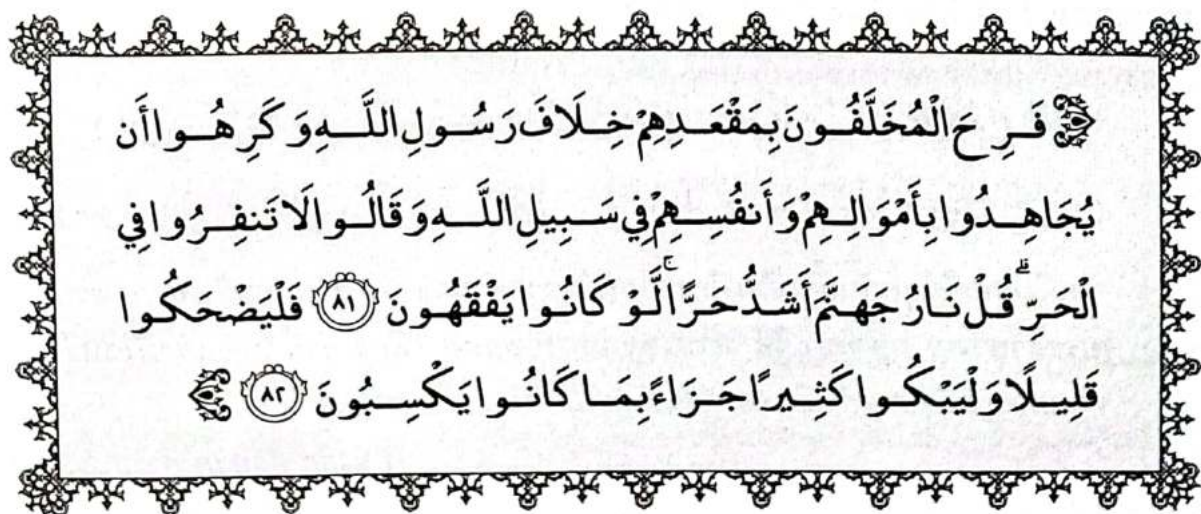 فَرِحَ الْمُخَلَّفُونَ بِمَقْعَدِهِمْ خِلَافَ رَسُولِ اللَّهِ وَكَرِهُوا أَن
يُجَاهِدُوا بِأَمْوَالِهِمْ وَأَنفُسِهِمْ فِي سَبِيلِ اللَّهِ وَقَالُوا لَا تَنفِرُوا فِي
الْحَرِّ ۗ قُلْ نَارُ جَهَنَّمَ أَشَدُّ حَرًّا ۚ لَّوْ كَانُوا يَفْقَهُونَ ﴿٨١﴾ فَلْيَضْحَكُوا
قَلِيلًا وَلْيَبْكُوا كَثِيرًا جَزَاءً بِمَا كَانُوا يَكْسِبُونَ ﴿٨٢﴾